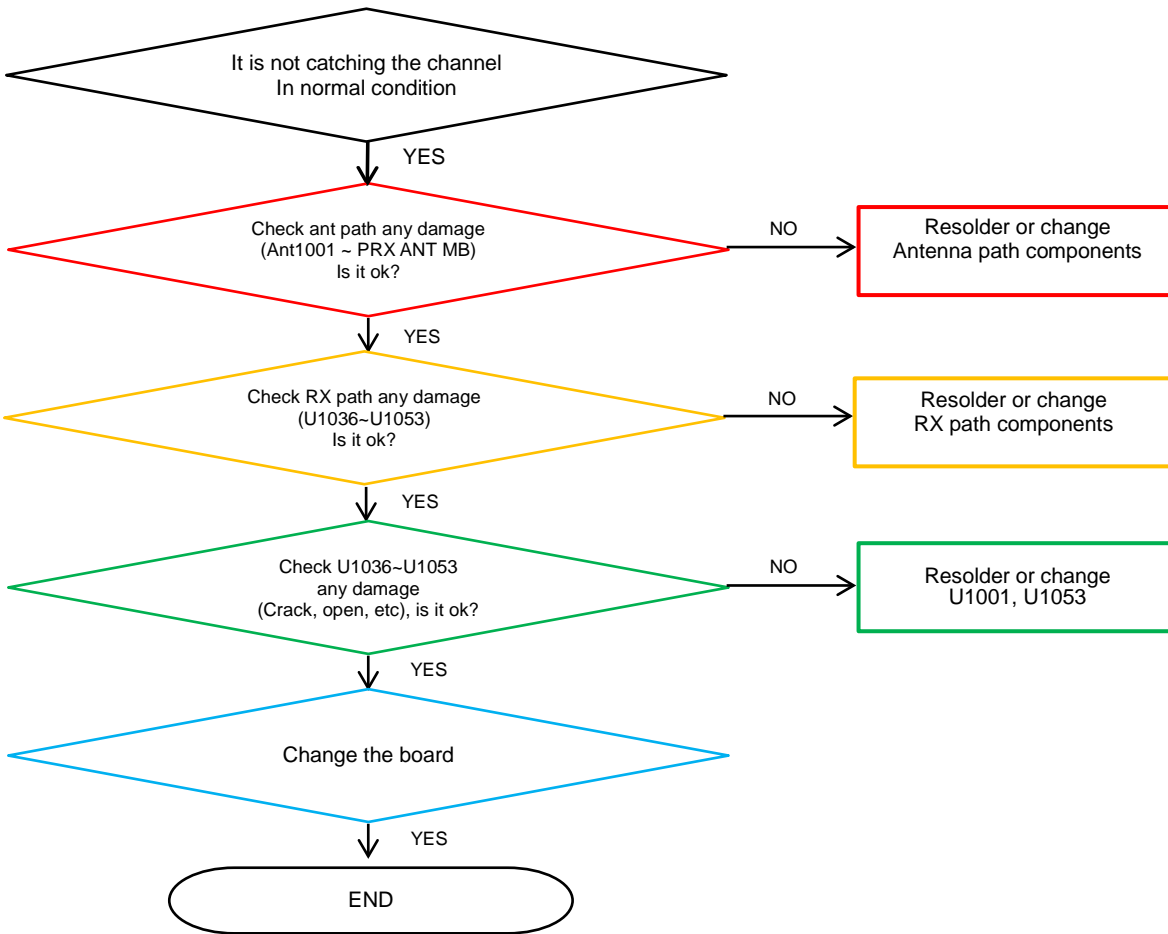 It is not catching the channel
In normal condition
YES
Check ant path any damage
(Ant1001 ~ PRX ANT MB)
Is it ok?
NO
Resolder or change
Antenna path components
YES
Check RX path any damage
(U1036~U1053)
Is it ok?
NO
Resolder or change
RX path components
YES
Check U1036~U1053
any damage
(Crack, open, etc), is it ok?
NO
Resolder or change
U1001, U1053
YES
Change the board
YES
END